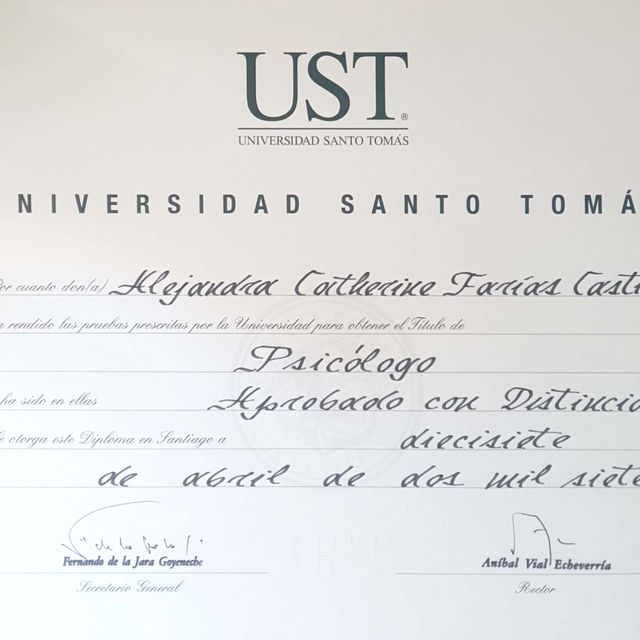 UST®
UNIVERSIDAD SANTO TOMÁS
NIVERSIDAD SANTO TOMÁ
or cuanto don(a) Alejandra Catherine Farías Casti
a rendido las pruebas prescritas por la Universidad para obtener el Título de
Psicólogo
ha sido en ellas Aprobado con Distinció
e otorga este Diploma en Santiago a diecisiete
de abril de dos mil siete
Fernando de la Jara Goyeneche Aníbal Vial Echeverría
Secretario General Rector